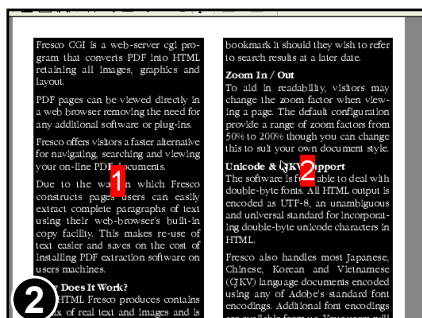 Fresco CGI is a web-server cgi pro-
gram that converts PDF into HTML
retaining all images, graphics and
layout.
PDF pages can be viewed directly in
a web browser removing the need for
any additional software or plug-ins.
Fresco offers visitors a faster alternative
for navigating, searching and viewing
your on-line PDF documents.
Due to the way in which Fresco
constructs pages users can easily
extract complete paragraphs of text
using their web-browser's built-in
copy facility. This makes re-use of
text easier and saves on the cost of
installing PDF extraction software on
users machines.
Does It Work?
HTML Fresco produces contains
of real text and images and is
1
2
bookmark it should they wish to refer
to search results at a later date.
Zoom In / Out
To aid in readability, visitors may
change the zoom factor when view-
ing a page. The default configuration
provide a range of zoom factors from
50% to 200% though you can change
this to suit your own document style.
Unicode & CJKV Support
The software is able to deal with
double-byte fonts. All HTML output is
encoded as UTF-8, an unambiguous
and universal standard for incorporat-
ing double-byte unicode characters in
HTML.
Fresco also handles most Japanese,
Chinese, Korean and Vietnamese
(CJKV) language documents encoded
using any of Adobe's standard font
encodings. Additional font encodings
2